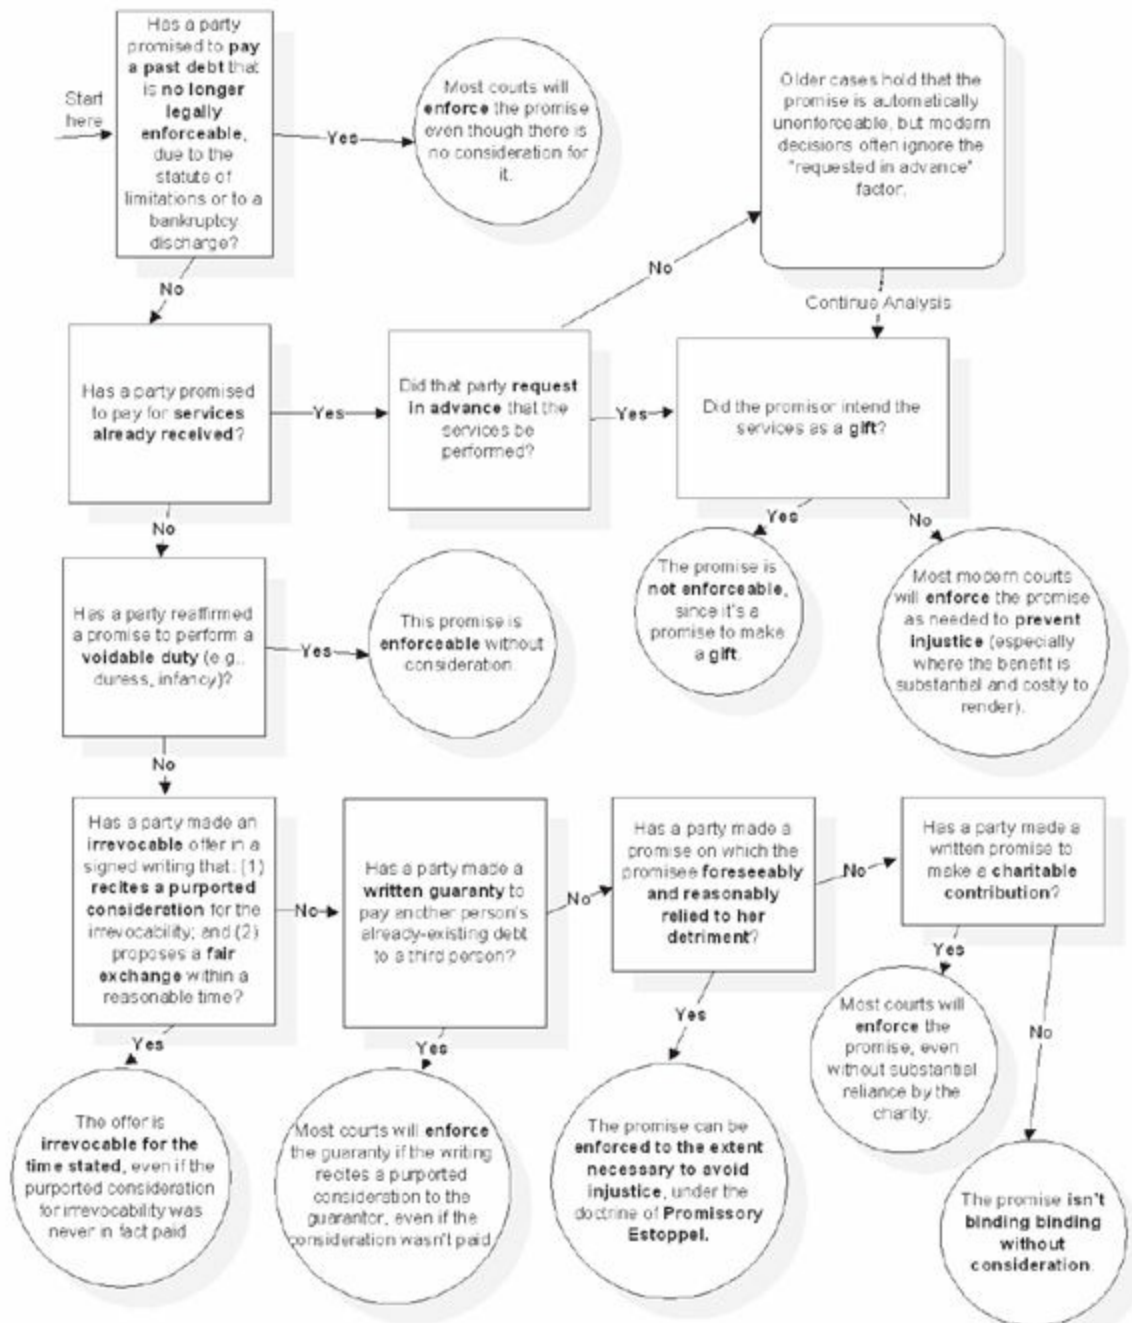 Start
here
Has a party
promised to pay
a past debt that
is no longer
legally
enforceable,
due to the
statute of
limitations or to a
bankruptcy
discharge?
Yes
Most courts will
enforce the promise
even though there is
no consideration for
it.
Older cases hold that the
promise is automatically
unenforceable, but modern
decisions often ignore the
"requested in advance"
factor.
No
No
Continue Analysis
Has a party promised
to pay for services
already received?
Yes
Did that party request
in advance that the
services be
performed?
Yes
Did the promisor intend the
services as a gift?
No
Yes
No
Has a party reaffirmed
a promise to perform a
voidable duty (e.g.,
duress, infancy)?
Yes
This promise is
enforceable without
consideration
The promise is
not enforceable,
since it's a
promise to make
a gift.
Most modern courts
will enforce the promise
as needed to prevent
injustice (especially
where the benefit is
substantial and costly to
render).
No
Has a party made an
irrevocable offer in a
signed writing that: (1)
recites a purported
consideration for the
irrevocability; and (2)
proposes a fair
exchange within a
reasonable time?
No
Has a party made a
written guaranty to
pay another person's
already-existing debt
to a third person?
No
Has a party made a
promise on which the
promisee foreseeably
and reasonably
relied to her
detriment?
No
Has a party made a
written promise to
make a charitable
contribution?
Yes
Yes
Yes
Yes
No
The offer is
irrevocable for the
time stated, even if the
purported consideration
for irrevocability was
never in fact paid
Most courts will enforce
the guaranty if the writing
recites a purported
consideration to the
guarantor, even if the
consideration wasn't paid
The promise can be
enforced to the extent
necessary to avoid
injustice, under the
doctrine of Promissory
Estoppel.
Most courts will
enforce the
promise, even
without substantial
reliance by the
charity.
The promise isn't
binding binding
without
consideration.